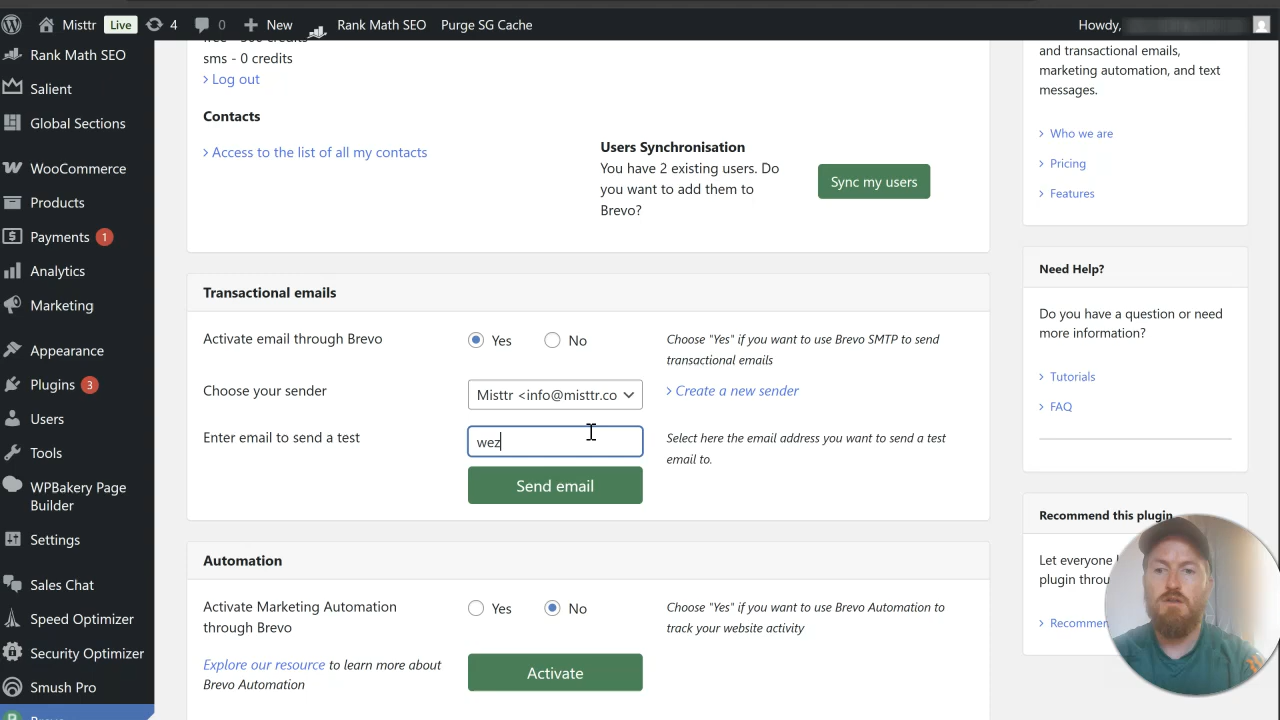 Misttr
Live
4
0
New
Rank Math SEO
Purge SG Cache
Howdy,
Rank Math SEO
Salient
Global Sections
WooCommerce
Products
Payments 1
Analytics
Marketing
Appearance
Plugins 3
Users
Tools
WPBakery Page
Builder
Settings
Sales Chat
Speed Optimizer
Security Optimizer
Smush Pro
sms - 0 credits
Log out
Contacts
Access to the list of all my contacts
Users Synchronisation
You have 2 existing users. Do
you want to add them to
Brevo?
Sync my users
Transactional emails
Activate email through Brevo
Yes
No
Choose "Yes" if you want to use Brevo SMTP to send
transactional emails
Choose your sender
Misttr <info@misttr.co
Create a new sender
Enter email to send a test
wez
Select here the email address you want to send a test
email to.
Send email
Automation
Activate Marketing Automation
through Brevo
Yes
No
Choose "Yes" if you want to use Brevo Automation to
track your website activity
Explore our resource to learn more about
Brevo Automation
Activate
and transactional emails,
marketing automation, and text
messages.
Who we are
Pricing
Features
Need Help?
Do you have a question or need
more information?
Tutorials
FAQ
Recommend this plugin
Let everyone
plugin